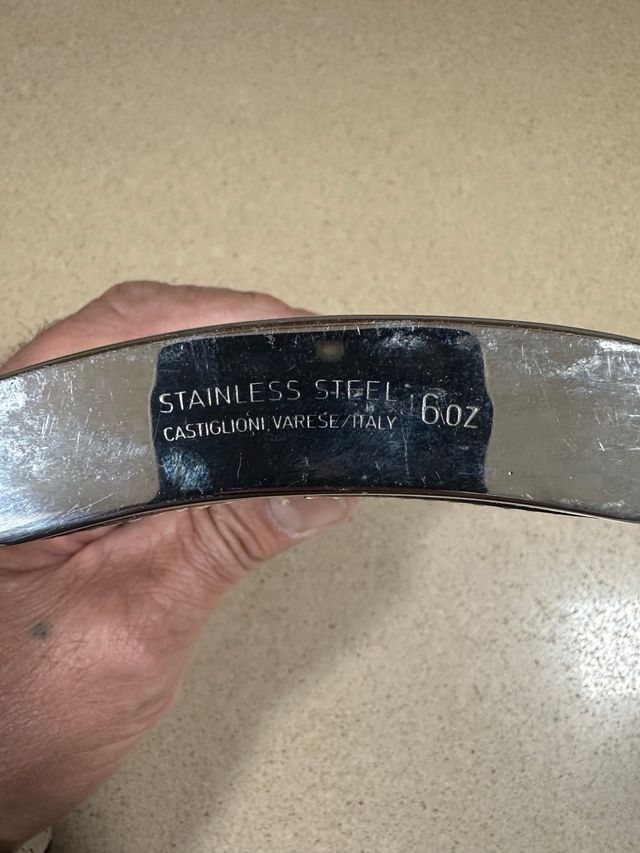 STAINLESS STEEL
CASTIGLIONI, VARESE/ITALY
6oz